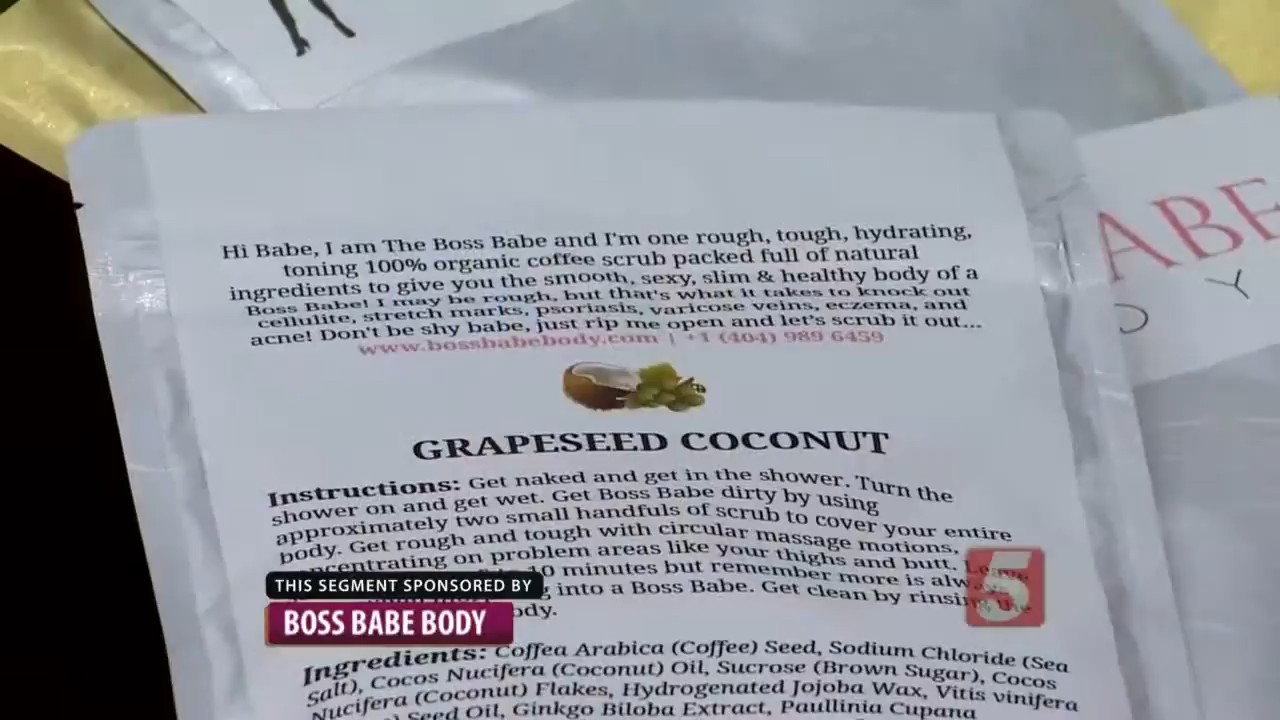 Hi Babe, I am The Boss Babe and I'm one rough, tough, hydrating,
toning 100% organic coffee scrub packed full of natural
ingredients to give you the smooth, sexy, slim & healthy body of a
Boss Babe! I may be rough, but that's what it takes to knock out
cellulite, stretch marks, psoriasis, varicose veins, eczema, and
acne! Don't be shy babe, just rip me open and let's scrub it out...
www.bossbabebody.com | +1 (404) 989 6459
ABE
GRAPESEED COCONUT
Instructions: Get naked and get in the shower. Turn the
shower on and get wet. Get Boss Babe dirty by using
approximately two small handfuls of scrub to cover your entire
body. Get rough and tough with circular massage motions,
on problem areas like your thighs and butt.
10 minutes but remember more is
into a Boss Babe. Get clean by
THIS SEGMENT SPONSORED BY
BOSS BABE BODY
5
Ingredients: Coffea Arabica (Coffee) Seed, Sodium Chloride (Sea
Salt), Cocos Nucifera (Coconut) Oil, Sucrose (Brown Sugar), Cocos
Nucifera (Coconut) Flakes, Hydrogenated Jojoba Wax, Vitis vinifera
Seed Oil, Ginkgo Biloba Extract, Paullinia Cupana